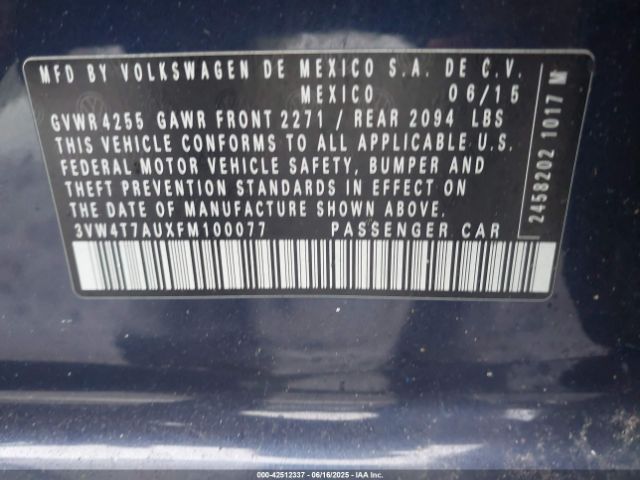 MFD BY VOLKSWAGEN DE MEXICO S.A. DE C.V.
MEXICO 06/15
GVWR 4255 GAWR FRONT 2271 / REAR 2094 LBS
THIS VEHICLE CONFORMS TO ALL APPLICABLE U.S.
FEDERAL MOTOR VEHICLE SAFETY, BUMPER AND
THEFT PREVENTION STANDARDS IN EFFECT ON
THE DATE OF MANUFACTURE SHOWN ABOVE.
3VW4T7AUXFM100077 PASSENGER CAR
2458202 1017 M
000-42512337 - 06/16/2025 - IAA Inc.